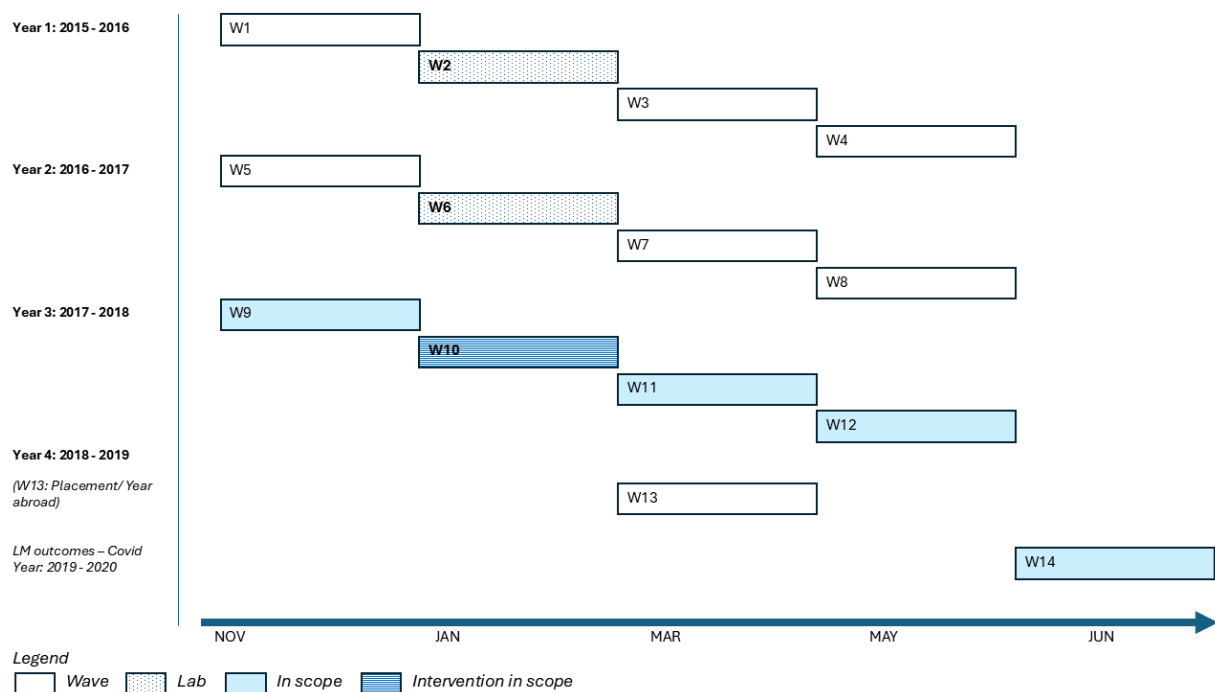 Year 1: 2015 - 2016
W1
W2
W3
W4
Year 2: 2016 - 2017
W5
W6
W7
W8
Year 3: 2017 - 2018
W9
W10
W11
W12
Year 4: 2018 - 2019
(W13: Placement/ Year
abroad)
W13
LM outcomes – Covid
Year: 2019 - 2020
W14
NOV JAN MAR MAY JUN
Legend
Wave Lab In scope Intervention in scope